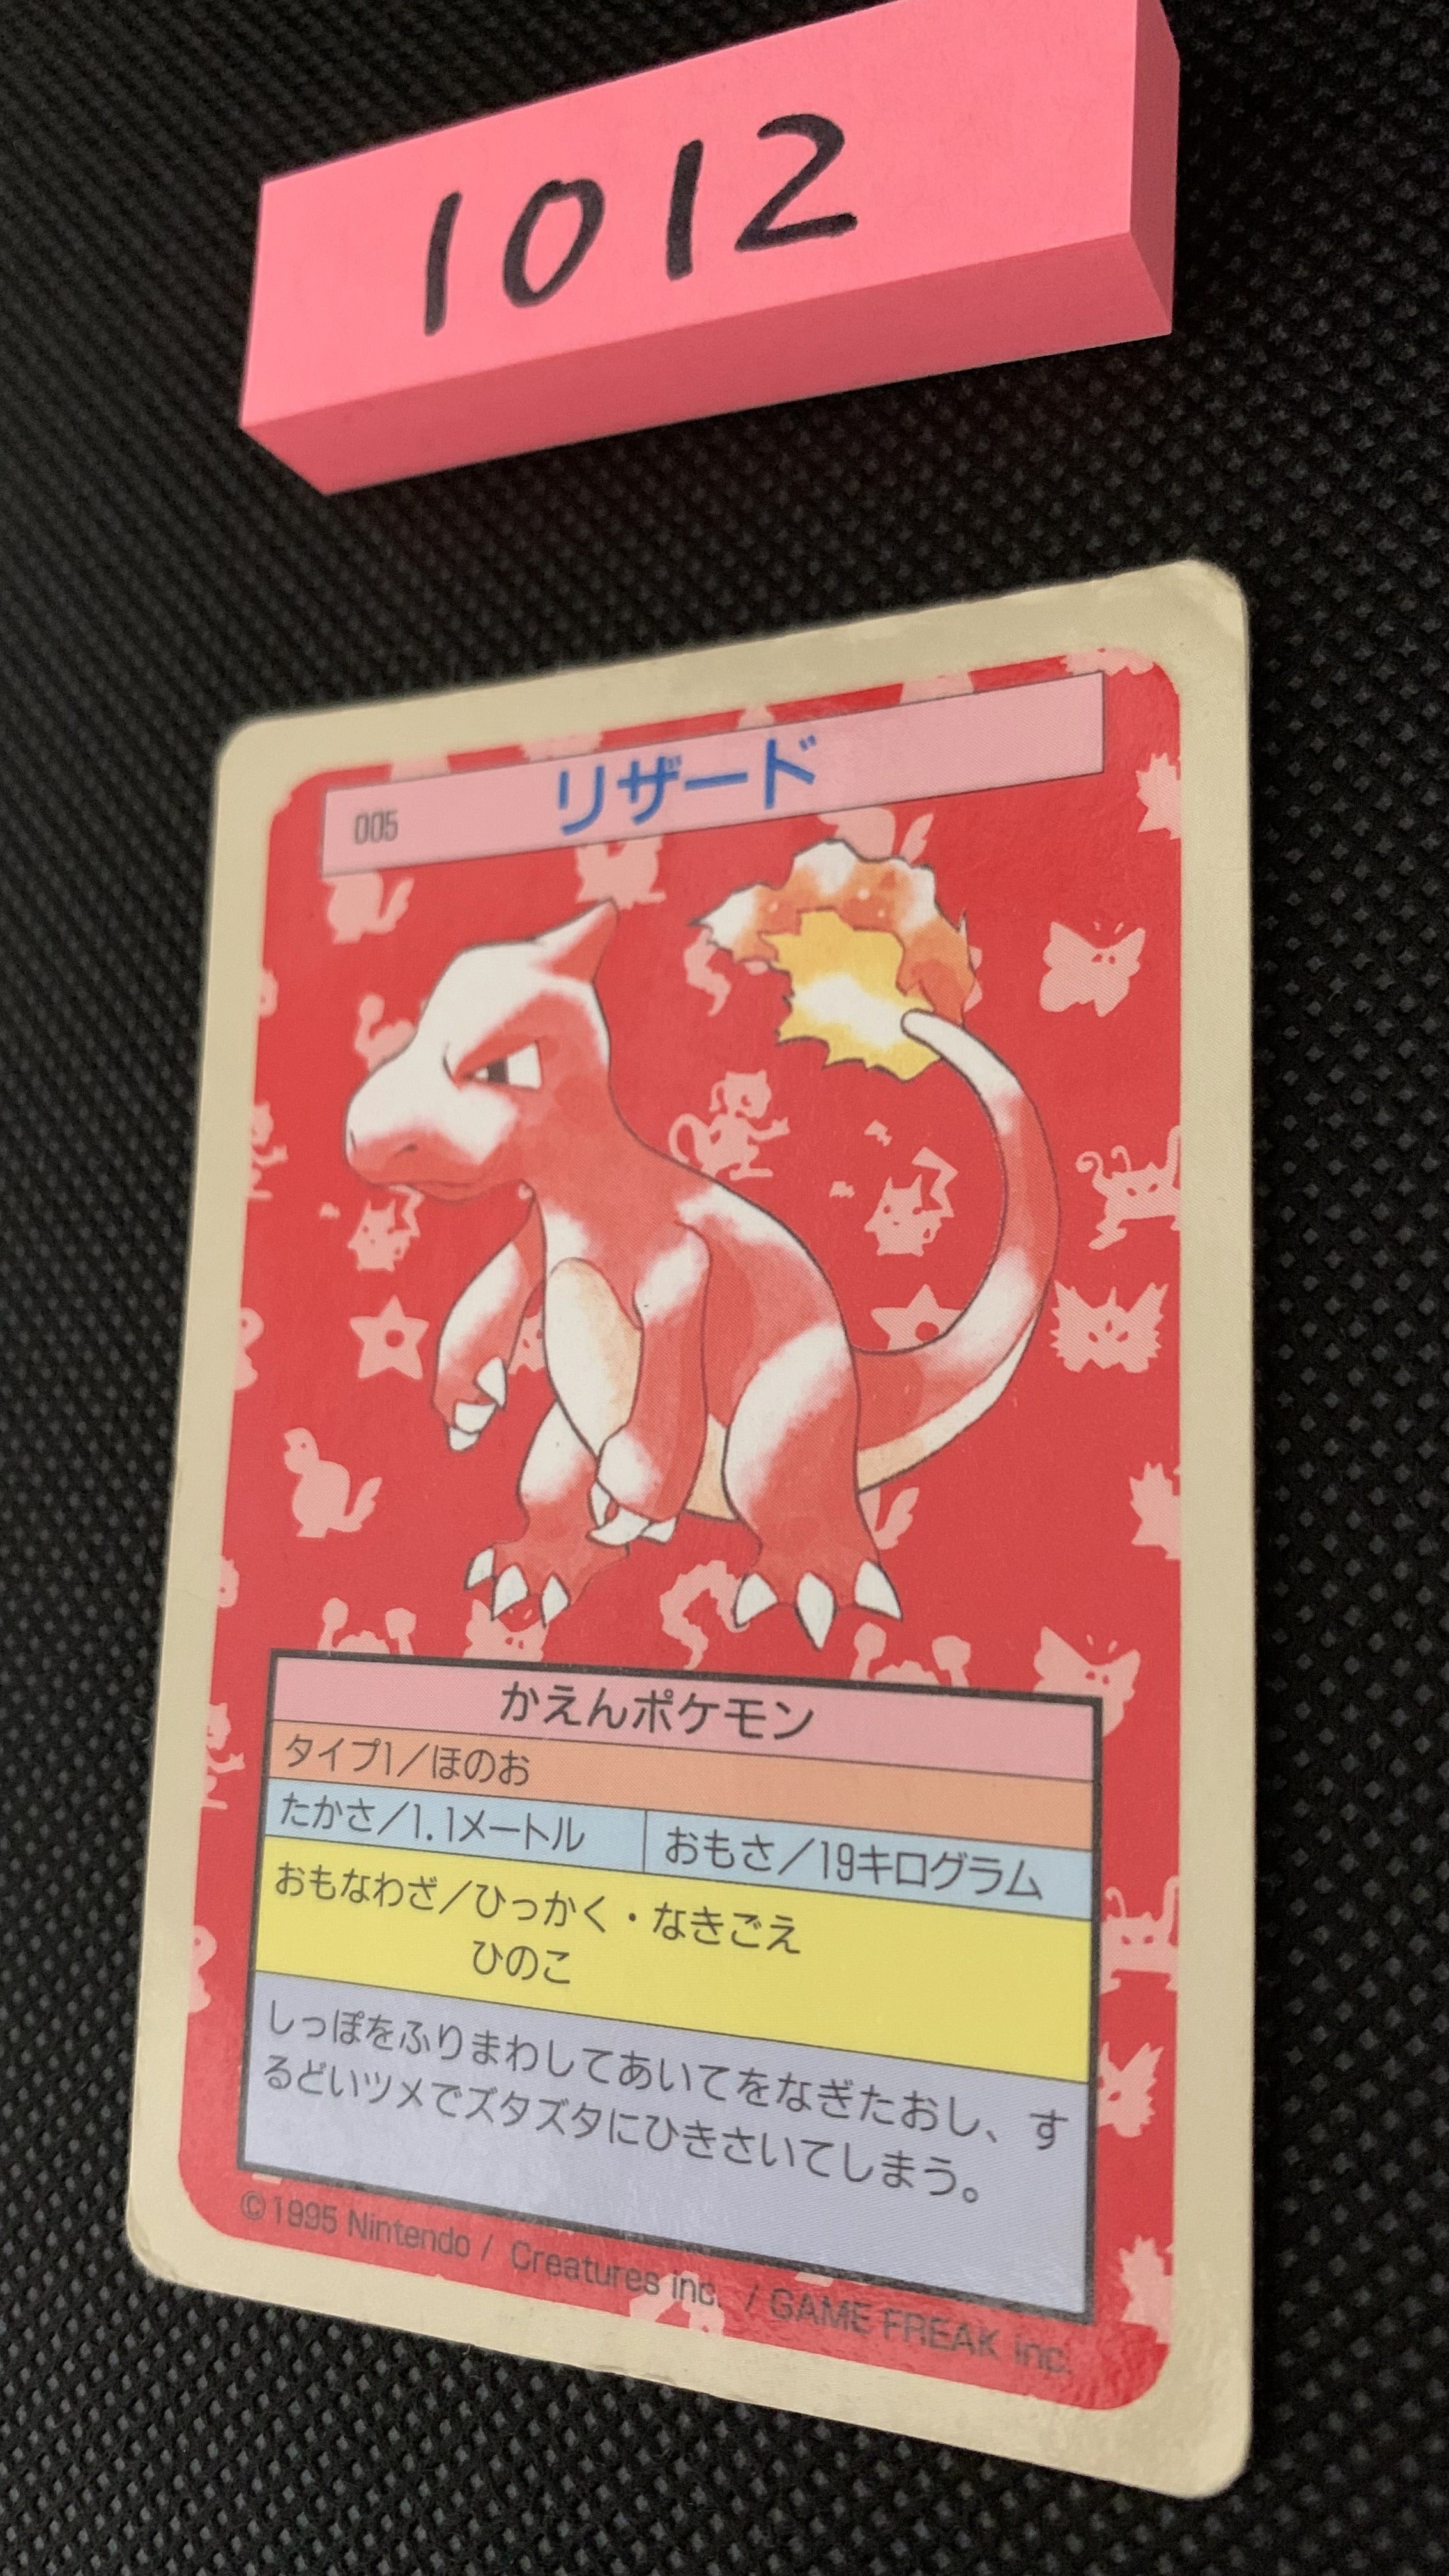 1012
005 リザード
かえんポケモン
タイプ1／ほのお
たかさ／1.1メートル おもさ／19キログラム
おもなわざ／ひっかく・なきごえ
ひのこ
しっぽをふりまわしてあいてをなぎたおし、す
るどいツメでズタズタにひきさいてしまう。
©1995 Nintendo / Creatures inc. / GAME FREAK inc.